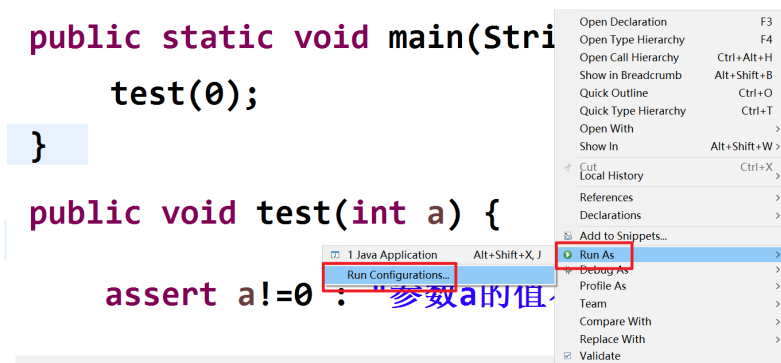 public static void main(Stri
test(0);
}
public void test(int a) {
assert a!=0 : "参数a的值
Open Declaration F3
Open Type Hierarchy F4
Open Call Hierarchy Ctrl+Alt+H
Show in Breadcrumb Alt+Shift+B
Quick Outline Ctrl+O
Quick Type Hierarchy Ctrl+T
Open With >
Show In Alt+Shift+W >
Cut Ctrl+X
Local History >
References >
Declarations >
Add to Snippets...
Run As >
Debug As >
Profile As >
Team >
Compare With >
Replace With >
Validate
1 Java Application Alt+Shift+X, J
Run Configurations...